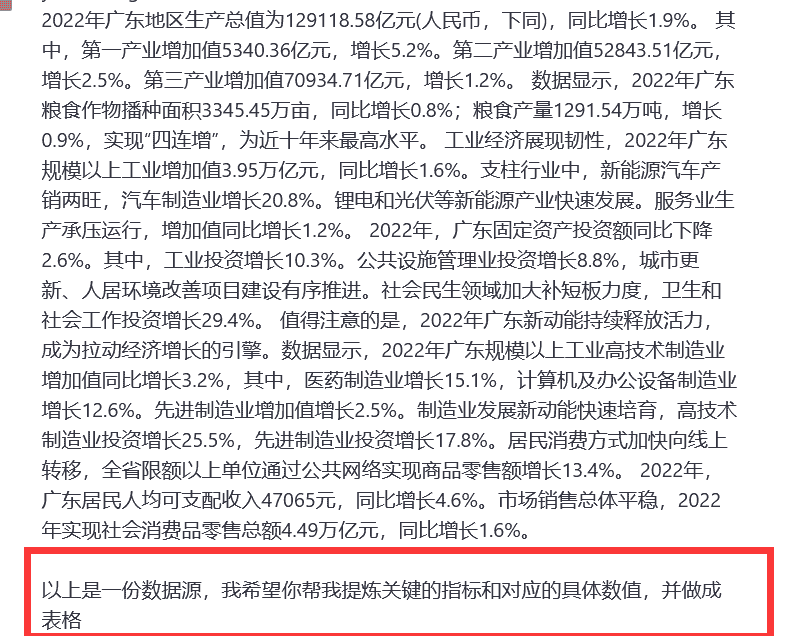 2022年广东地区生产总值为129118.58亿元(人民币，下同)，同比增长1.9%。 其
中，第一产业增加值5340.36亿元，增长5.2%。第二产业增加值52843.51亿元，
增长2.5%。第三产业增加值70934.71亿元，增长1.2%。 数据显示，2022年广东
粮食作物播种面积3345.45万亩，同比增长0.8%；粮食产量1291.54万吨，增长
0.9%，实现“四连增”，为近十年来最高水平。 工业经济展现韧性，2022年广东
规模以上工业增加值3.95万亿元，同比增长1.6%。支柱行业中，新能源汽车产
销两旺，汽车制造业增长20.8%。锂电和光伏等新能源产业快速发展。服务业生
产承压运行，增加值同比增长1.2%。 2022年，广东固定资产投资额同比下降
2.6%。其中，工业投资增长10.3%。公共设施管理业投资增长8.8%，城市更
新、人居环境改善项目建设有序推进。社会民生领域加大补短板力度，卫生和
社会工作投资增长29.4%。 值得注意的是，2022年广东新动能持续释放活力，
成为拉动经济增长的引擎。数据显示，2022年广东规模以上工业高技术制造业
增加值同比增长3.2%，其中，医药制造业增长15.1%，计算机及办公设备制造业
增长12.6%。先进制造业增加值增长2.5%。制造业发展新动能快速培育，高技术
制造业投资增长25.5%，先进制造业投资增长17.8%。居民消费方式加快向线上
转移，全省限额以上单位通过公共网络实现商品零售额增长13.4%。 2022年，
广东居民人均可支配收入47065元，同比增长4.6%。市场销售总体平稳，2022
年实现社会消费品零售总额4.49万亿元，同比增长1.6%。
以上是一份数据源，我希望你帮我提炼关键的指标和对应的具体数值，并做成
表格